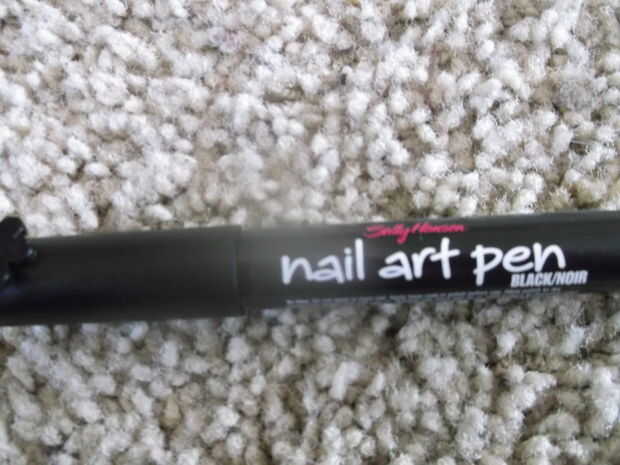 Sally Hansen
nail art pen
BLACK/NOIR